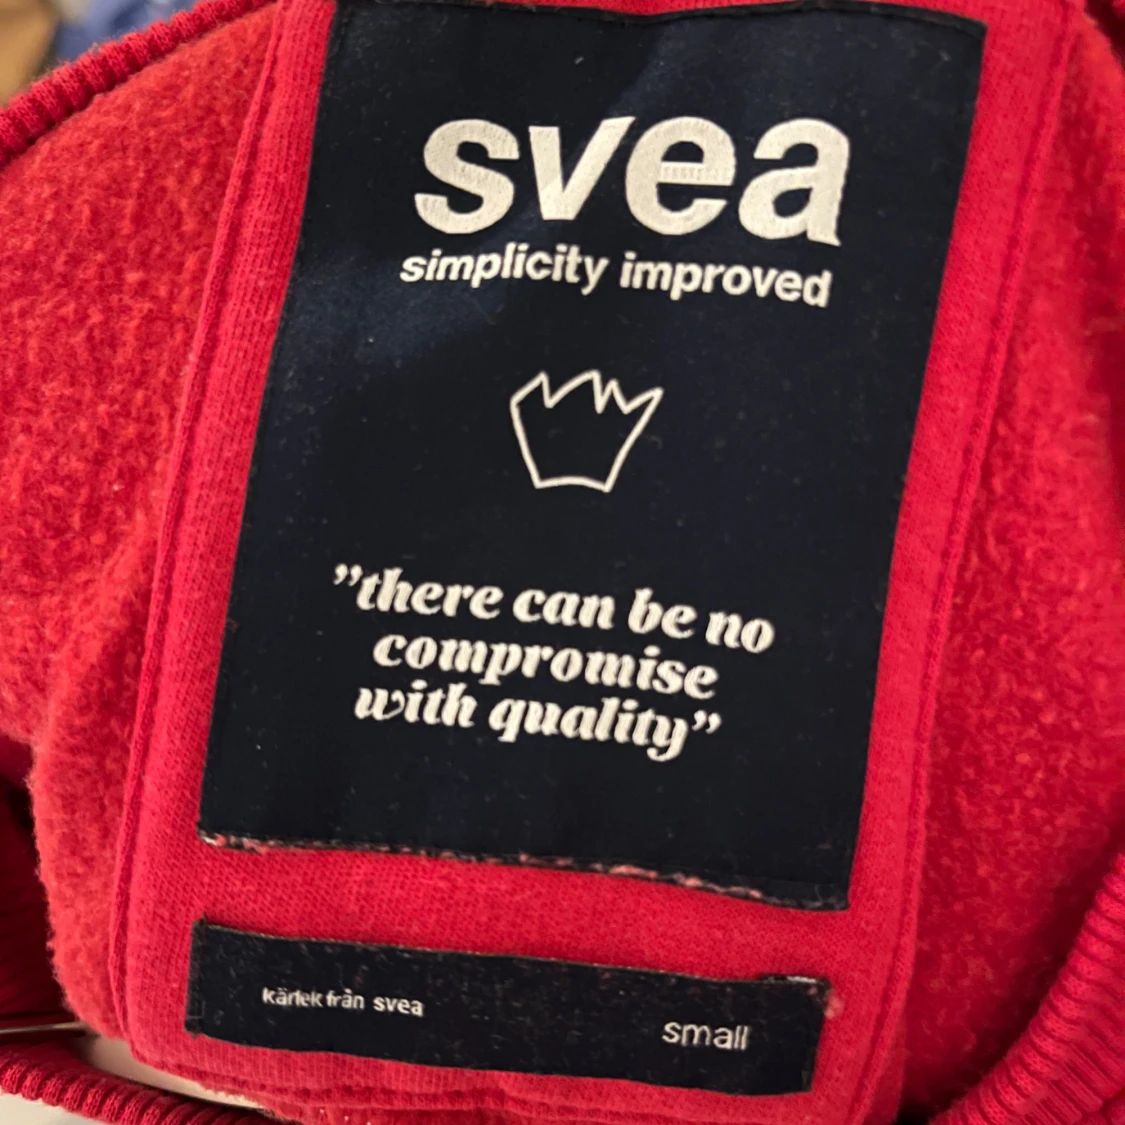 svea
simplicity improved
”there can be no
compromise
with quality”
kärlek från svea
small